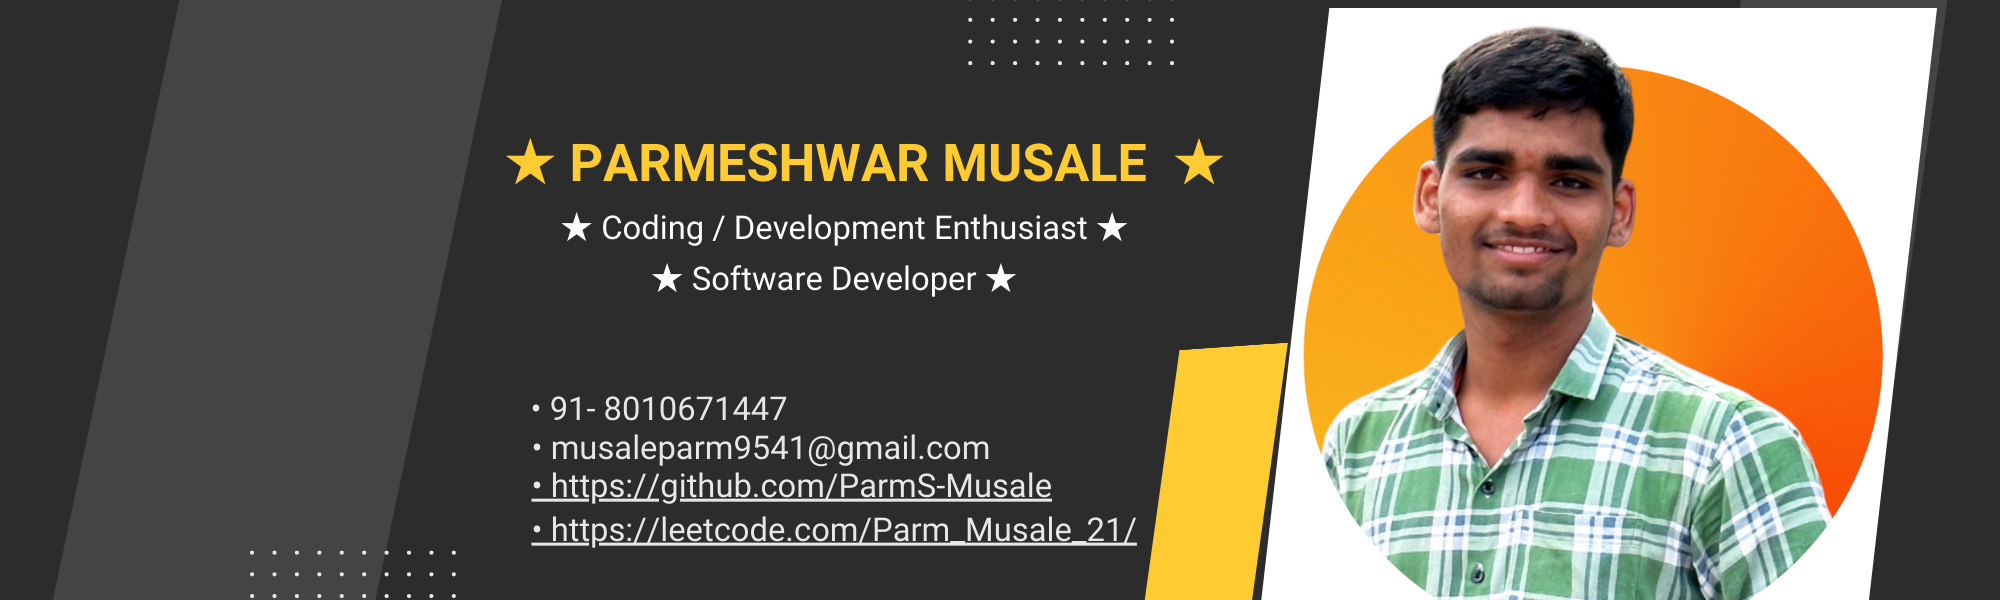 ★ PARMESHWAR MUSALE ★
★ Coding / Development Enthusiast ★
★ Software Developer ★
• 91- 8010671447
• musaleparm9541@gmail.com
• https://github.com/ParmS-Musale
• https://leetcode.com/Parm_Musale_21/